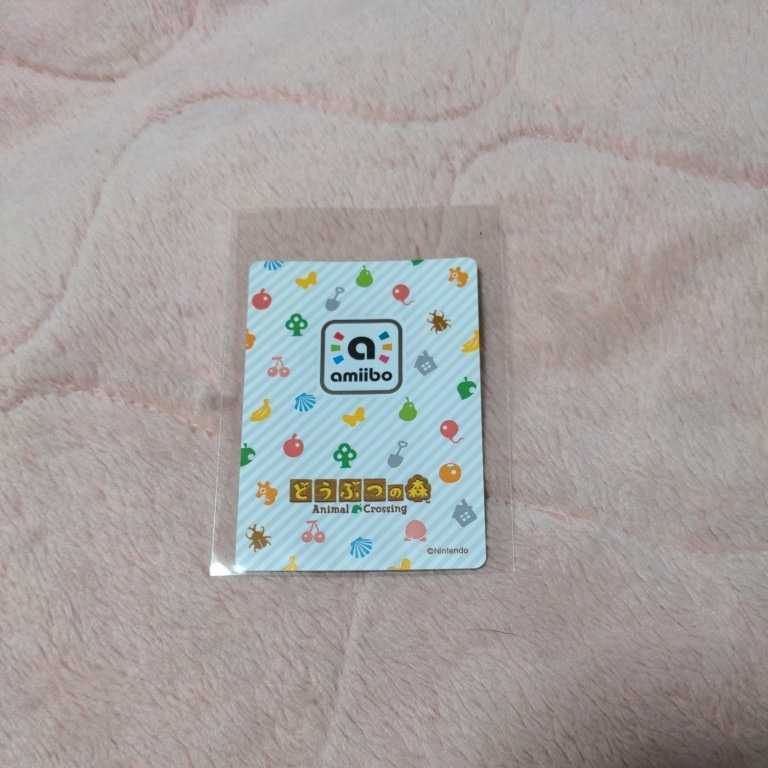 a
amiibo
どうぶつの森
Animal Crossing
©Nintendo